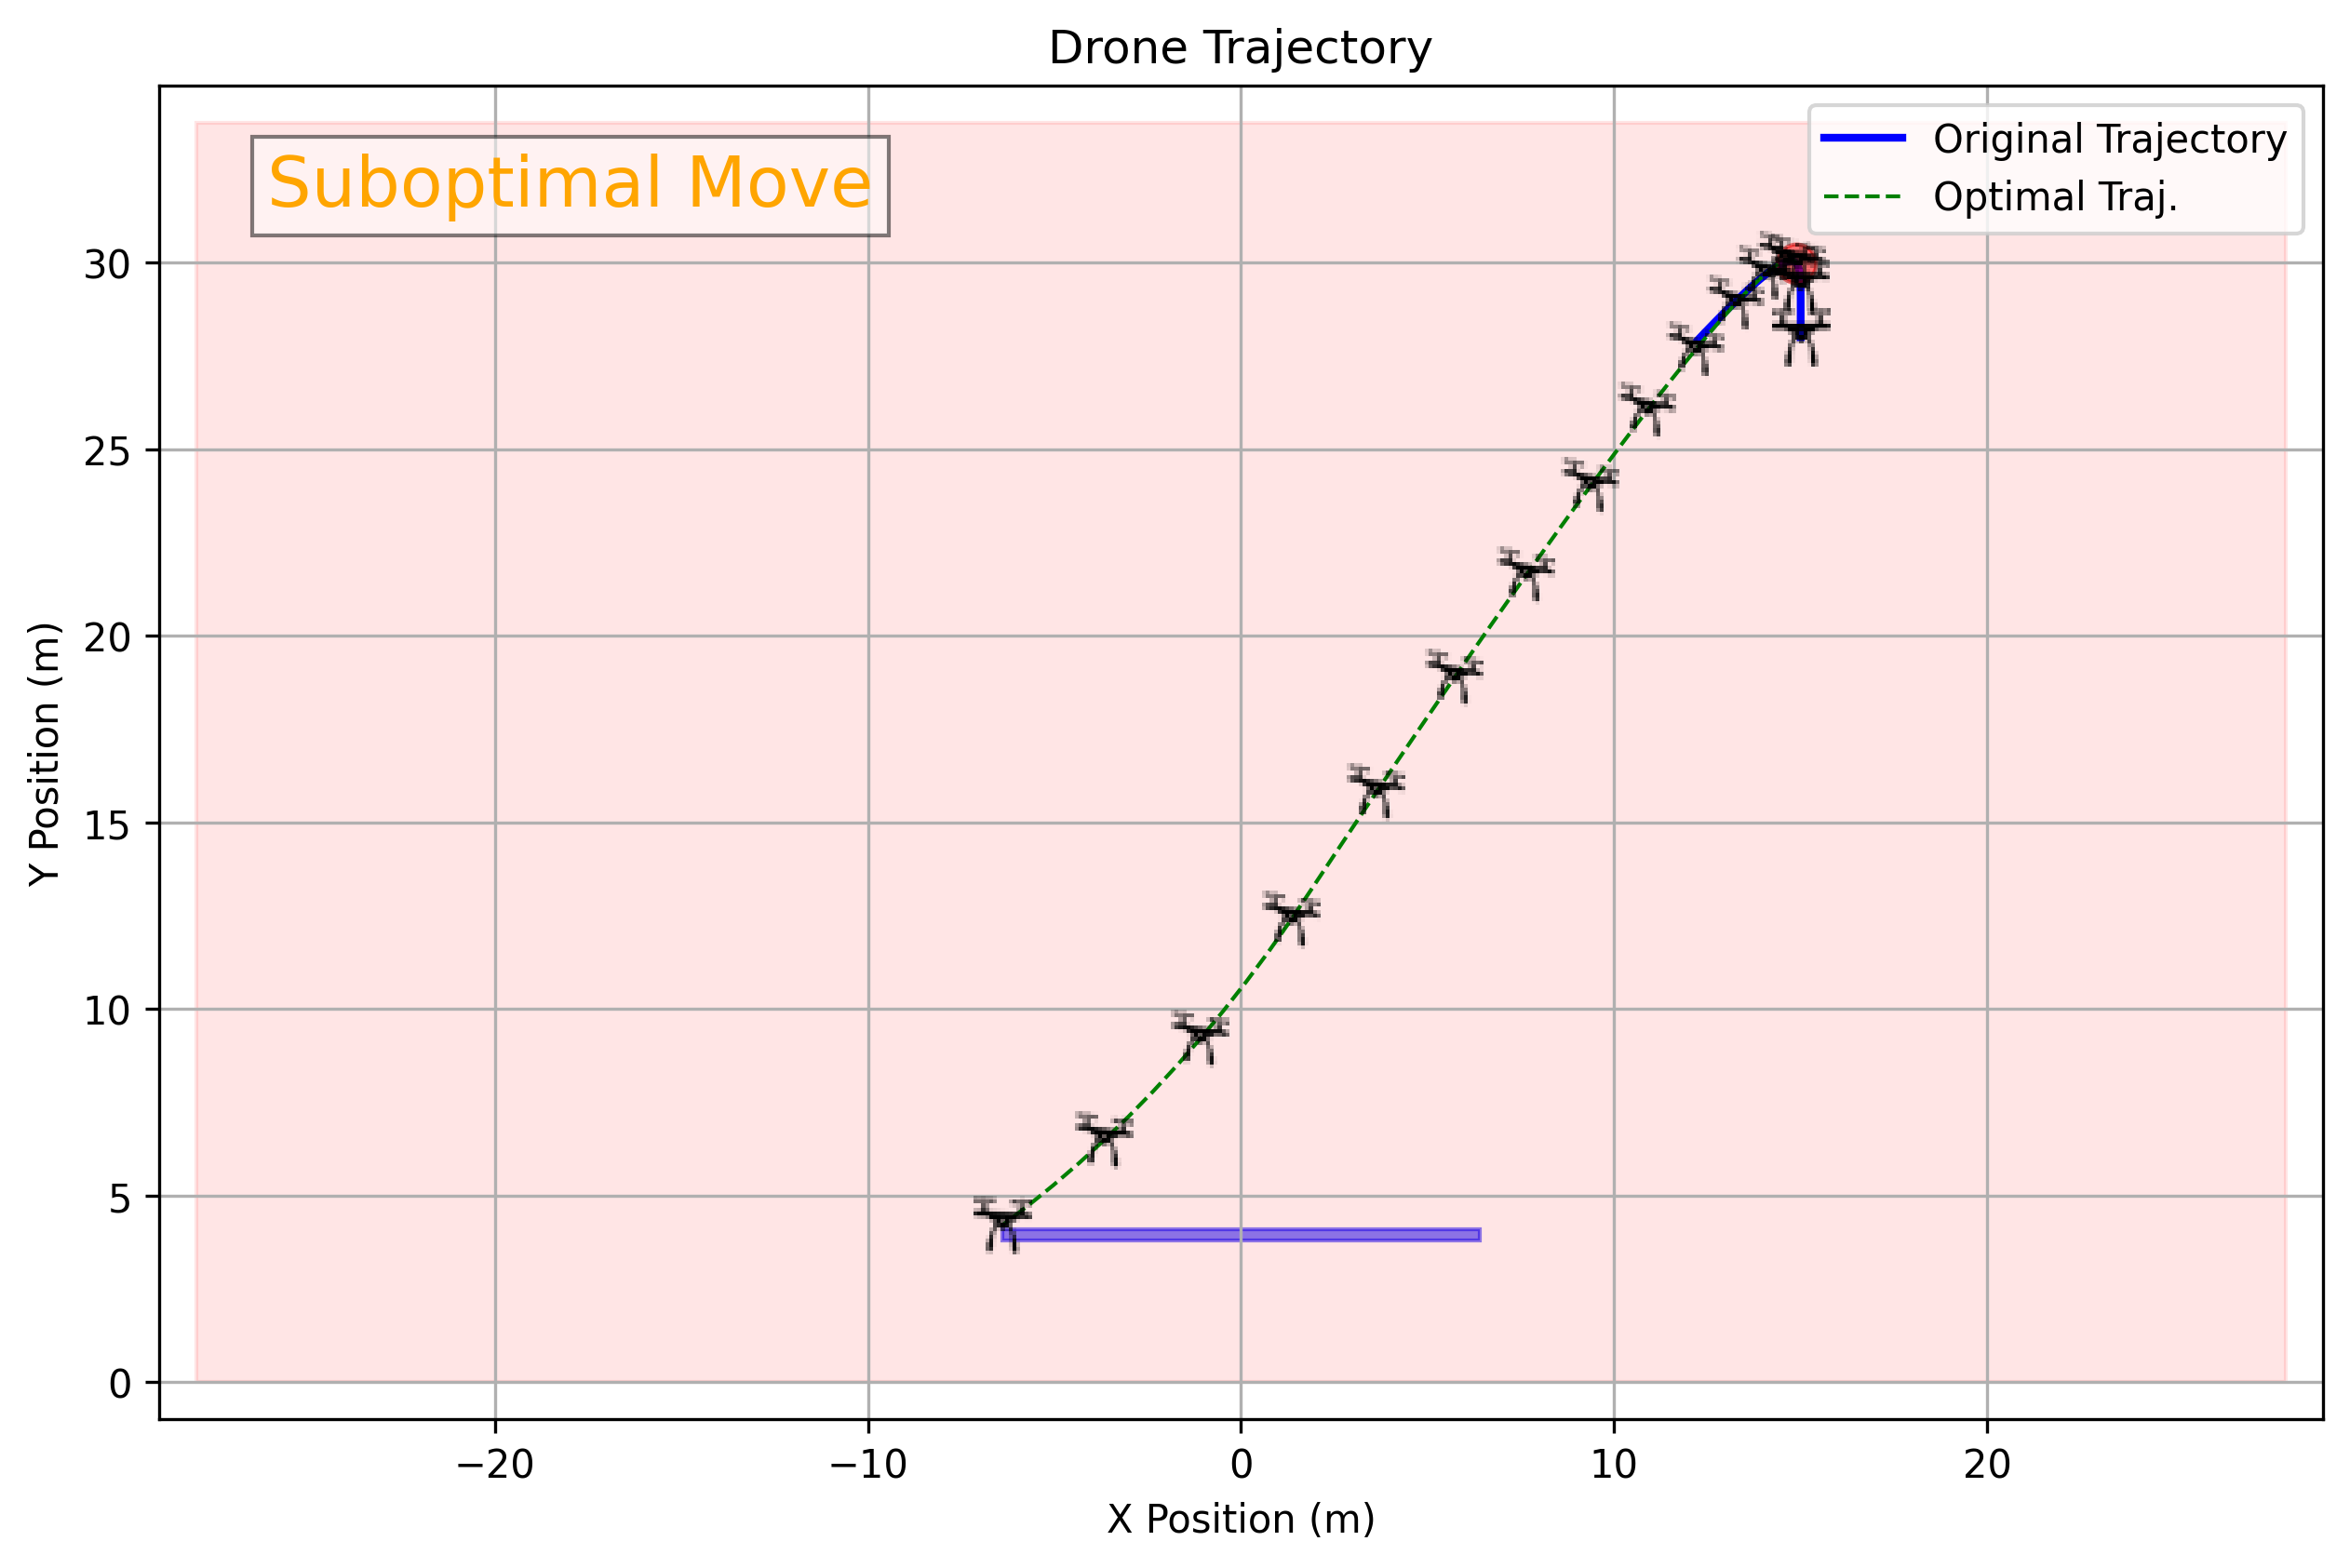 Drone Trajectory
Suboptimal Move
Original Trajectory
Optimal Traj.
30
25
20
15
10
5
0
Y Position (m)
−20
−10
0
10
20
X Position (m)